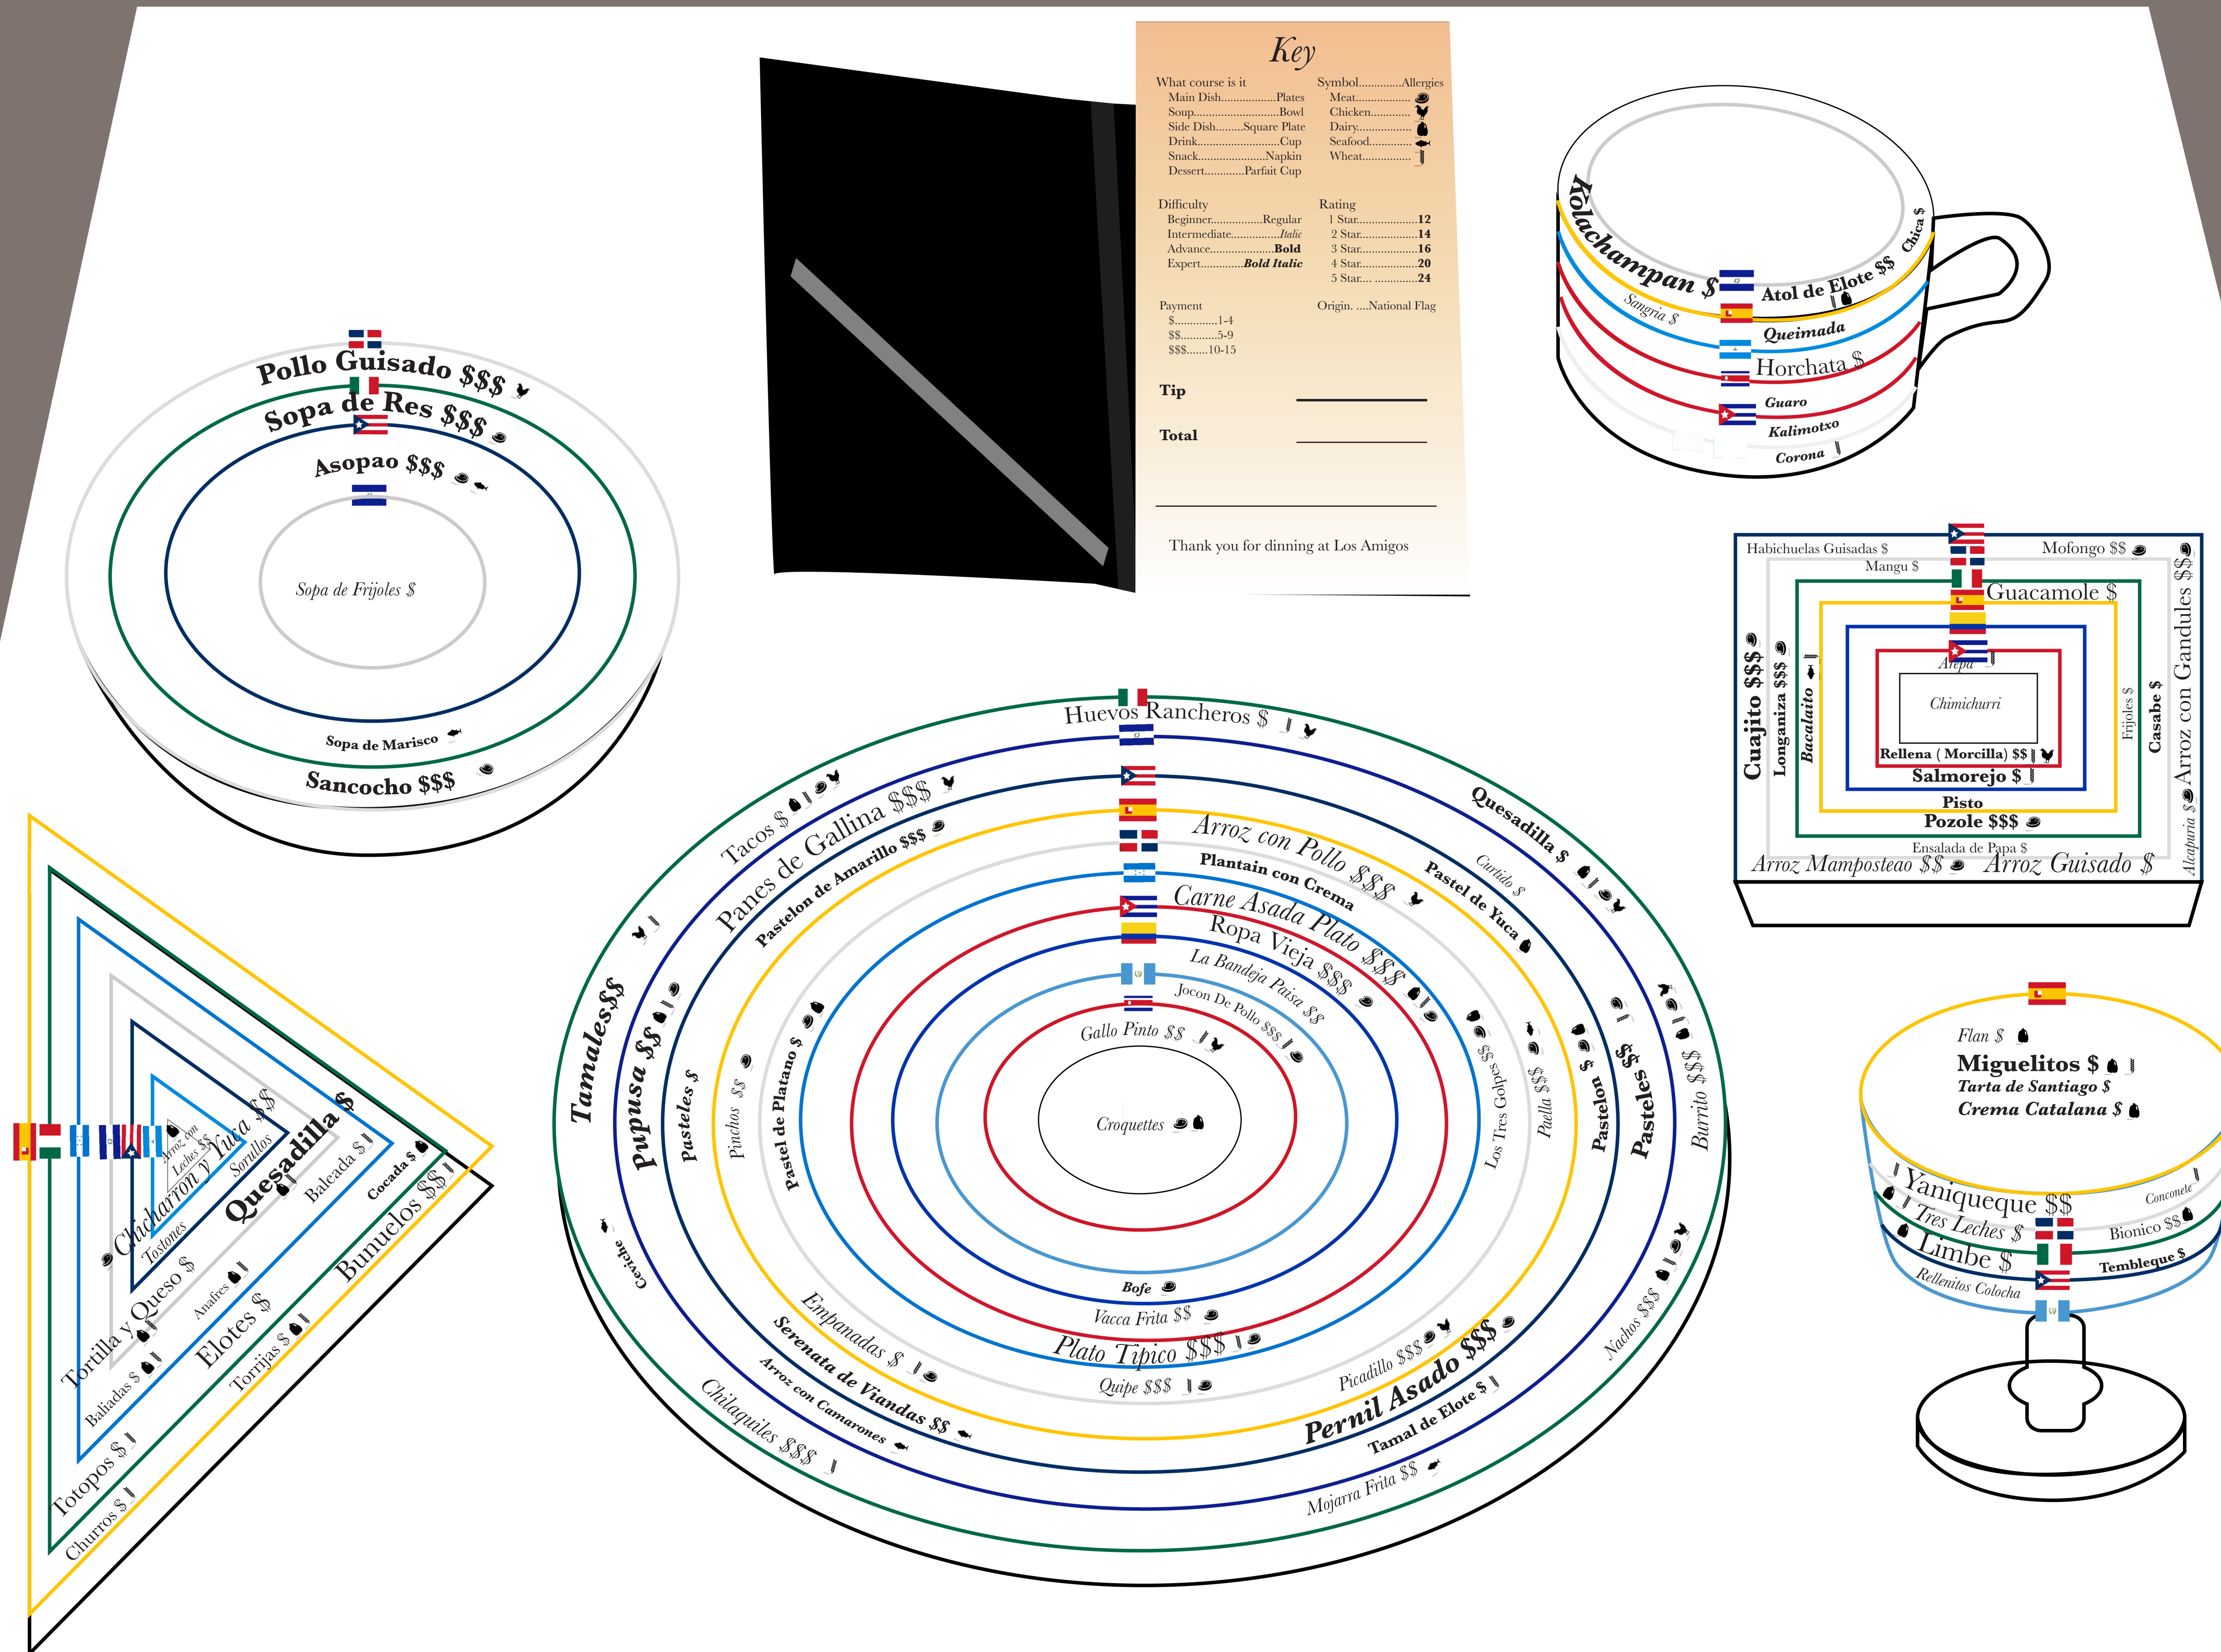 Key
What course is it
Main Dish..................Plates
Soup...........................Bowl
Side Dish.........Square Plate
Drink...........................Cup
Snack......................Napkin
Dessert.............Parfait Cup
Symbol..............Allergies
Meat..................
Chicken............
Dairy..................
Seafood.............
Wheat................
Difficulty
Beginner.................Regular
Intermediate................Italic
Advance.........................Bold
Expert............Bold Italic
Rating
1 Star....................12
2 Star....................14
3 Star....................16
4 Star....................20
5 Star.... ..............24
Payment
$..............1-4
$$............5-9
$$$.......10-15
Origin. ....National Flag
Tip
Total
Thank you for dinning at Los Amigos
Kolachampan $
Chica $
Atol de Elote $$
Sangria $
Queimada
Horchata $
Guaro
Kalimotxo
Corona
Pollo Guisado $$$
Sopa de Res $$$
Asopao $$$
Sopa de Frijoles $
Sopa de Marisco
Sancocho $$$
Habichuelas Guisadas $
Mofongo $$
Mangu $
Guacamole $
Arepa
Chimichurri
Rellena ( Morcilla) $$
Salmorejo $
Pisto
Pozole $$$
Ensalada de Papa $
Arroz Mamposteao $$
Arroz Guisado $
Cuajito $$$
Longaniza $$$
Bacalaito
Frijoles $
Casabe $
Arroz con Gandules $$$
Alcapuria $
Huevos Rancheros $
Tacos $
Quesadilla $
Tamales$$
Burrito $$$
Ceviche
Nachos $$$
Chilaquiles $$$
Mojarra Frita $$
Panes de Gallina $$$
Curtido $
Pastel de Yuca
Pupusa $$
Pasteles $$
Arroz con Camarones
Tamal de Elote $
Pastelon de Amarillo $$$
Pasteles $
Pastelon $
Serenata de Viandas $$
Pernil Asado $$$
Arroz con Pollo $$$
Pinchos $$
Paella $$$
Empanadas $
Picadillo $$$
Plantain con Crema
Pastel de Platano $
Los Tres Golpes $$
Quipe $$$
Carne Asada Plato $$$
Plato Tipico $$$
Ropa Vieja $$$
Vacca Frita $$
La Bandeja Paisa $$
Bofe
Jocon De Pollo $$$
Gallo Pinto $$
Croquettes
Arroz con
Leches $$
Chicharron y Yuca $$
Sorullos
Tostones
Quesadilla $
Tortilla y Queso $
Baleada $
Anafres
Baliadas $
Cocada $
Elotes $
Totopos $
Bunuelos $$
Torrijas $
Churros $
Flan $
Miguelitos $
Tarta de Santiago $
Crema Catalana $
Yaniqueque $$
Conconete
Tres Leches $
Bionico $$
Limbe $
Tembleque $
Rellenitos Colocha